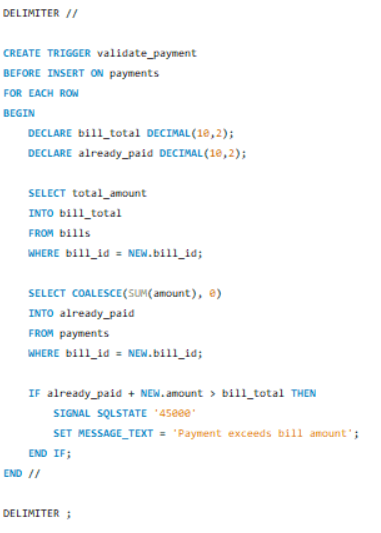 DELIMITER //
CREATE TRIGGER validate_payment
BEFORE INSERT ON payments
FOR EACH ROW
BEGIN
DECLARE bill_total DECIMAL(10,2);
DECLARE already_paid DECIMAL(10,2);
SELECT total_amount
INTO bill_total
FROM bills
WHERE bill_id = NEW.bill_id;
SELECT COALESCE(SUM(amount), 0)
INTO already_paid
FROM payments
WHERE bill_id = NEW.bill_id;
IF already_paid + NEW.amount > bill_total THEN
SIGNAL SQLSTATE '45000'
SET MESSAGE_TEXT = 'Payment exceeds bill amount';
END IF;
END //
DELIMITER ;